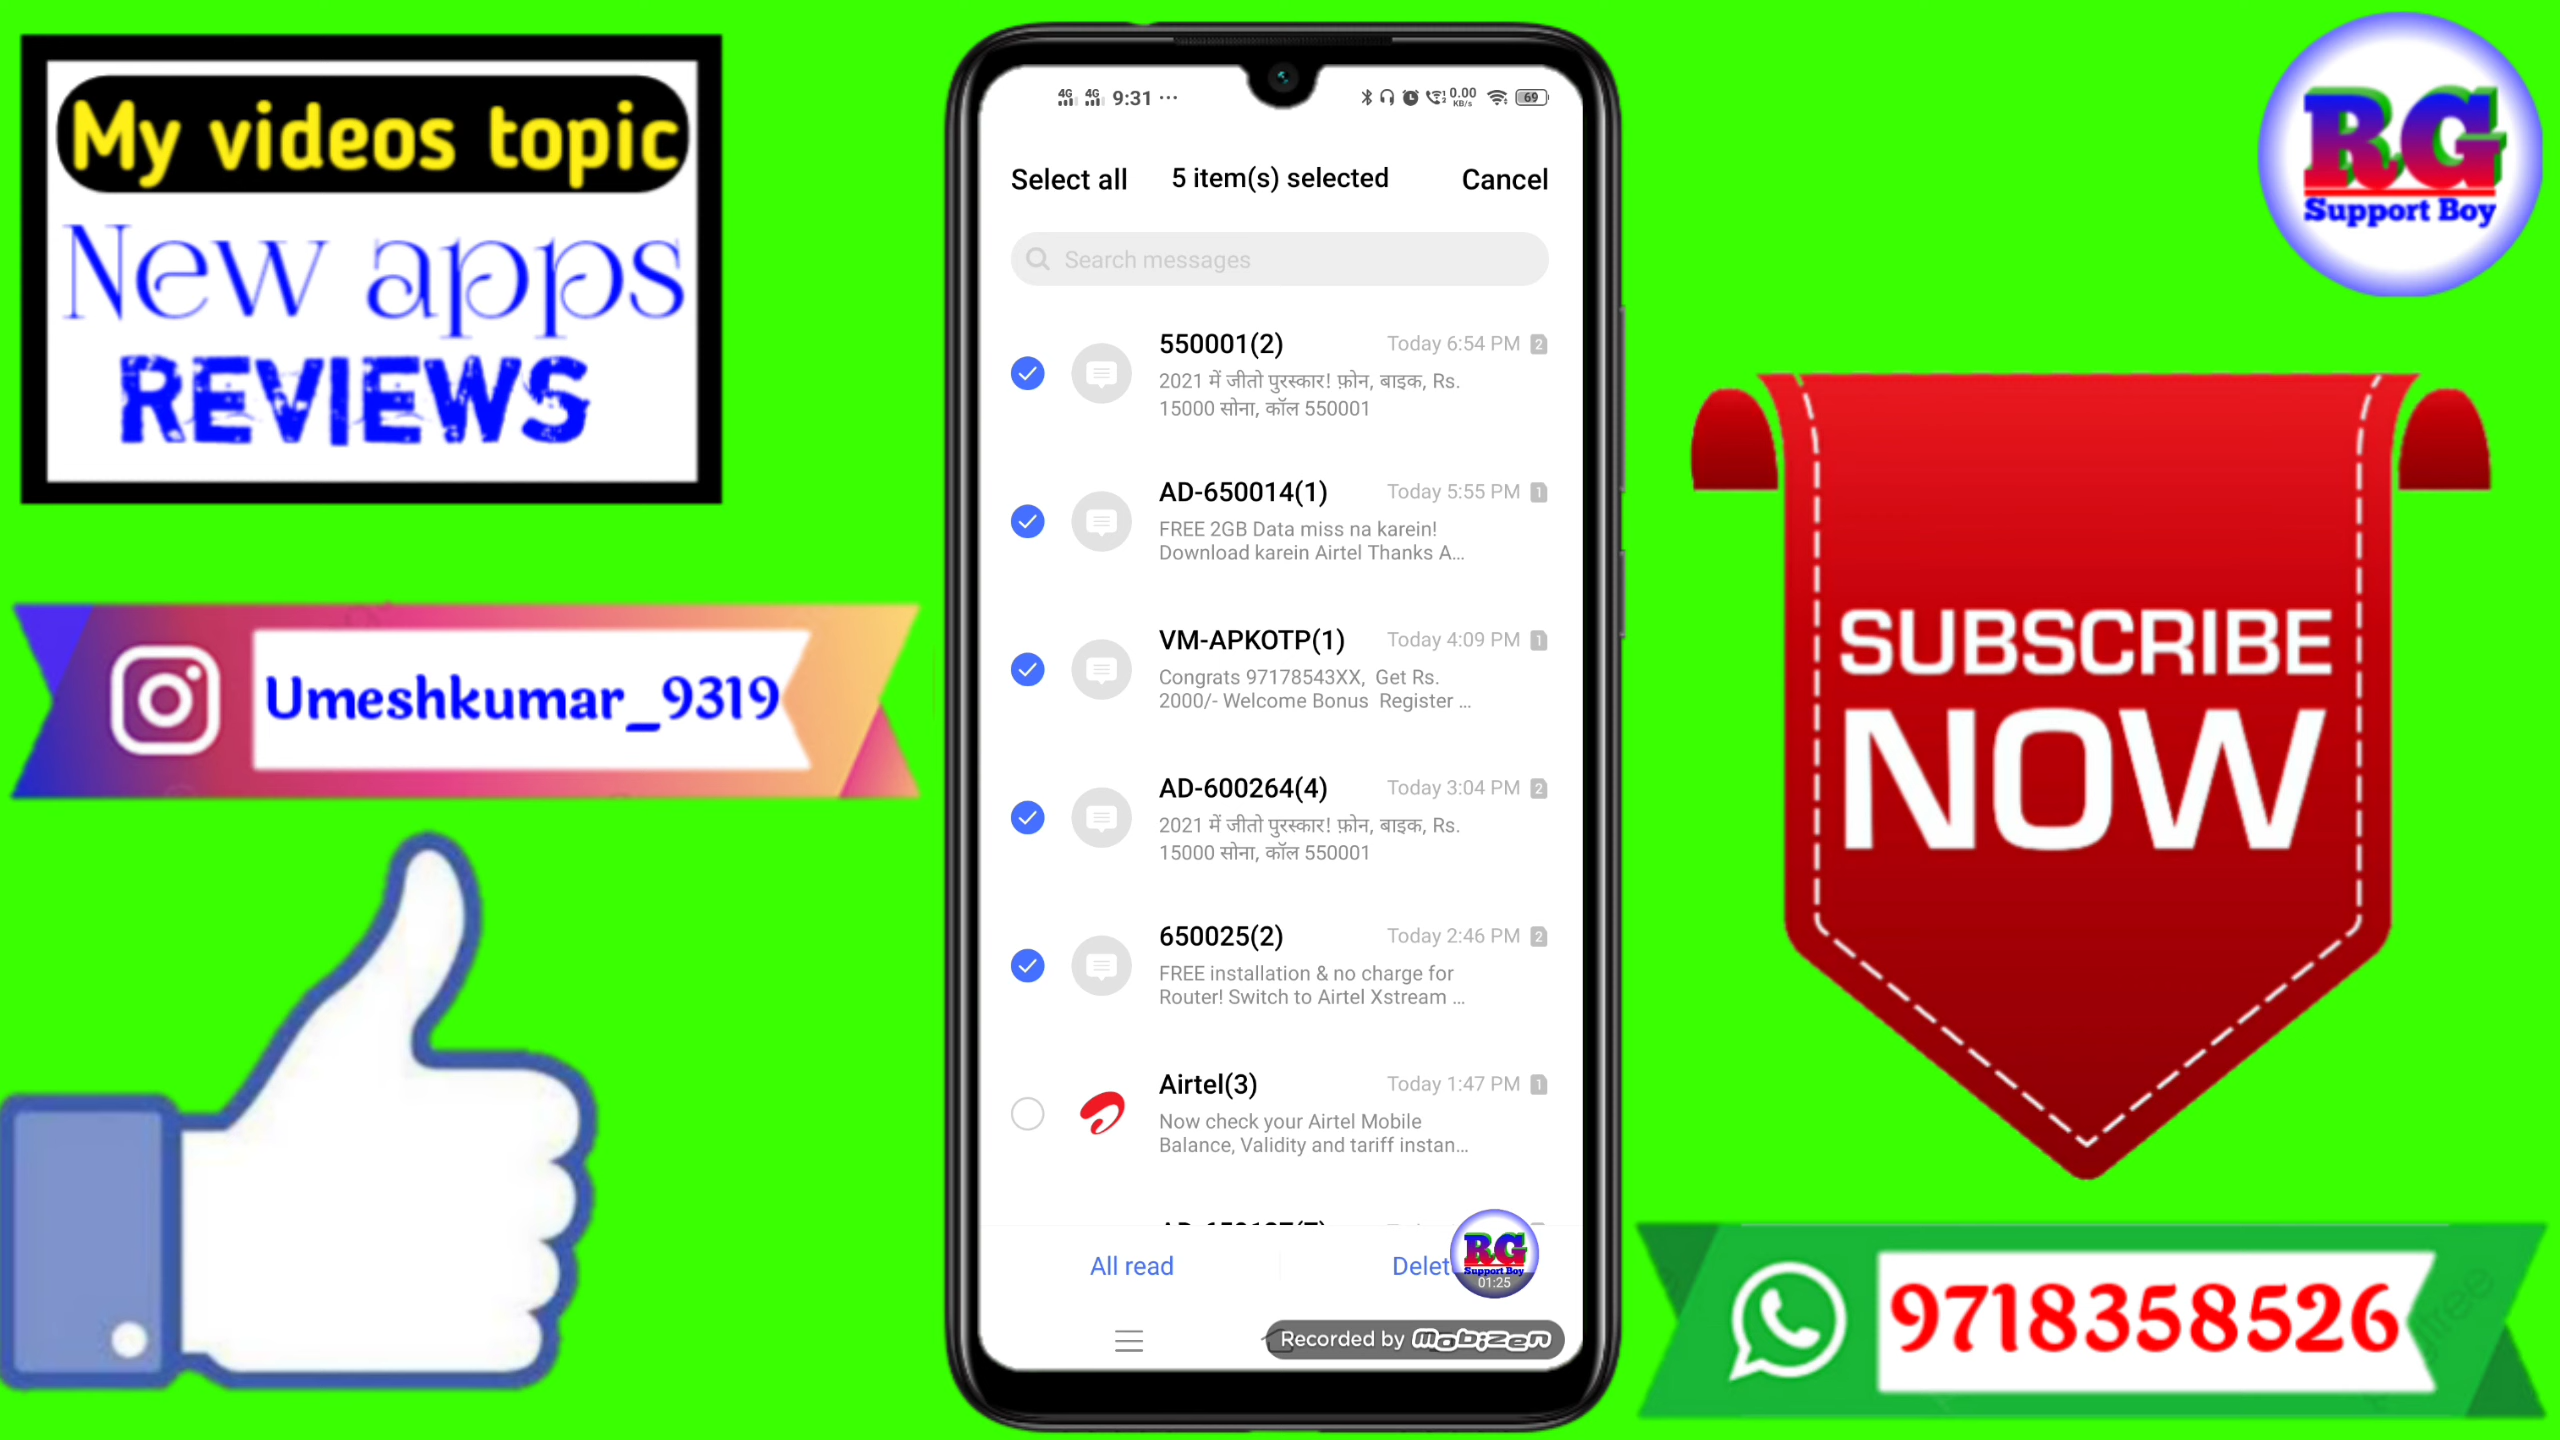 My videos topic
New apps
REVIEWS
Umeshkumar_9319
4G 4G 9:31 ···
0.00 KB/s
69
Select all 5 item(s) selected Cancel
Search messages
550001(2) Today 6:54 PM 2
2021 में जीतो पुरस्कार! फ़ोन, बाइक, Rs.
15000 सोना, कॉल 550001
AD-650014(1) Today 5:55 PM 1
FREE 2GB Data miss na karein!
Download karein Airtel Thanks A...
VM-APKOTP(1) Today 4:09 PM 1
Congrats 97178543XX, Get Rs.
2000/- Welcome Bonus Register ...
AD-600264(4) Today 3:04 PM 2
2021 में जीतो पुरस्कार! फ़ोन, बाइक, Rs.
15000 सोना, कॉल 550001
650025(2) Today 2:46 PM 2
FREE installation & no charge for
Router! Switch to Airtel Xstream ...
Airtel(3) Today 1:47 PM 1
Now check your Airtel Mobile
Balance, Validity and tariff instan...
All read
RG
Support Boy
01:25
Recorded by mobizen
RG
Support Boy
SUBSCRIBE
NOW
9718358526